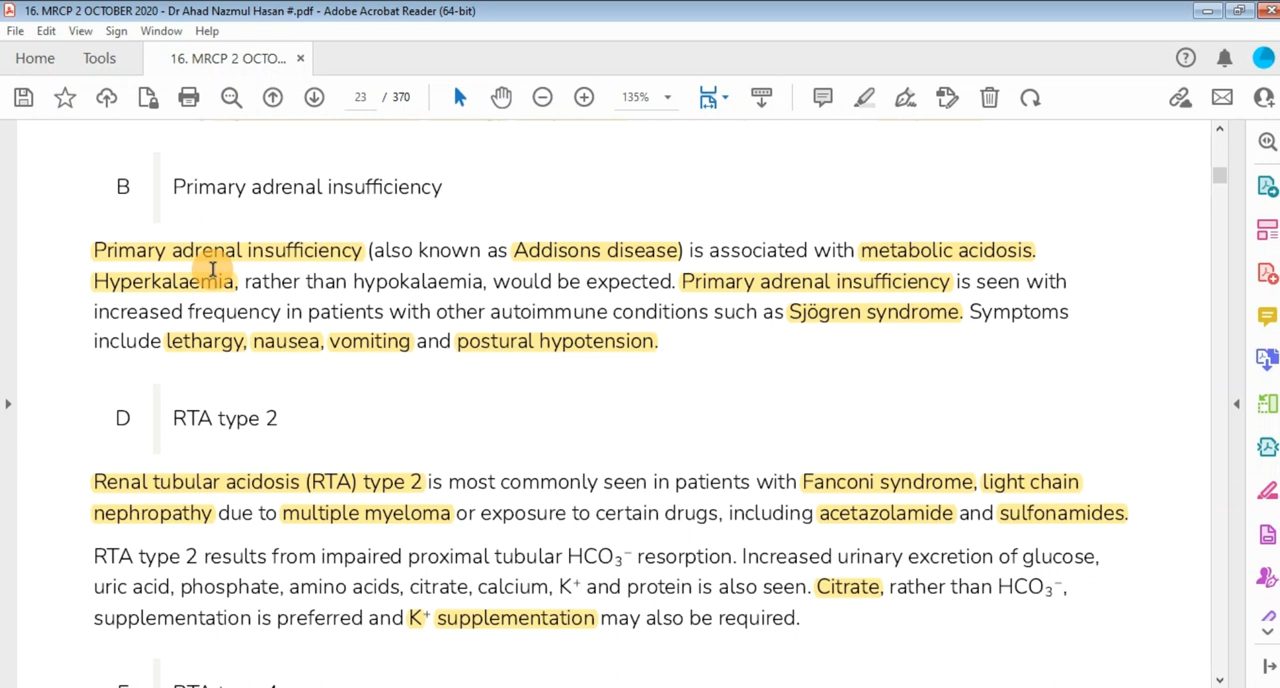 16. MRCP 2 OCTOBER 2020 - Dr Ahad Nazmul Hasan #.pdf - Adobe Acrobat Reader (64-bit)
File Edit View Sign Window Help
Home Tools 16. MRCP 2 OCTO... ×
23 / 370 135%
B Primary adrenal insufficiency
Primary adrenal insufficiency (also known as Addisons disease) is associated with metabolic acidosis.
Hyperkalaemia, rather than hypokalaemia, would be expected. Primary adrenal insufficiency is seen with
increased frequency in patients with other autoimmune conditions such as Sjögren syndrome. Symptoms
include lethargy, nausea, vomiting and postural hypotension.
D RTA type 2
Renal tubular acidosis (RTA) type 2 is most commonly seen in patients with Fanconi syndrome, light chain
nephropathy due to multiple myeloma or exposure to certain drugs, including acetazolamide and sulfonamides.
RTA type 2 results from impaired proximal tubular HCO₃⁻ resorption. Increased urinary excretion of glucose,
uric acid, phosphate, amino acids, citrate, calcium, K⁺ and protein is also seen. Citrate, rather than HCO₃⁻,
supplementation is preferred and K⁺ supplementation may also be required.